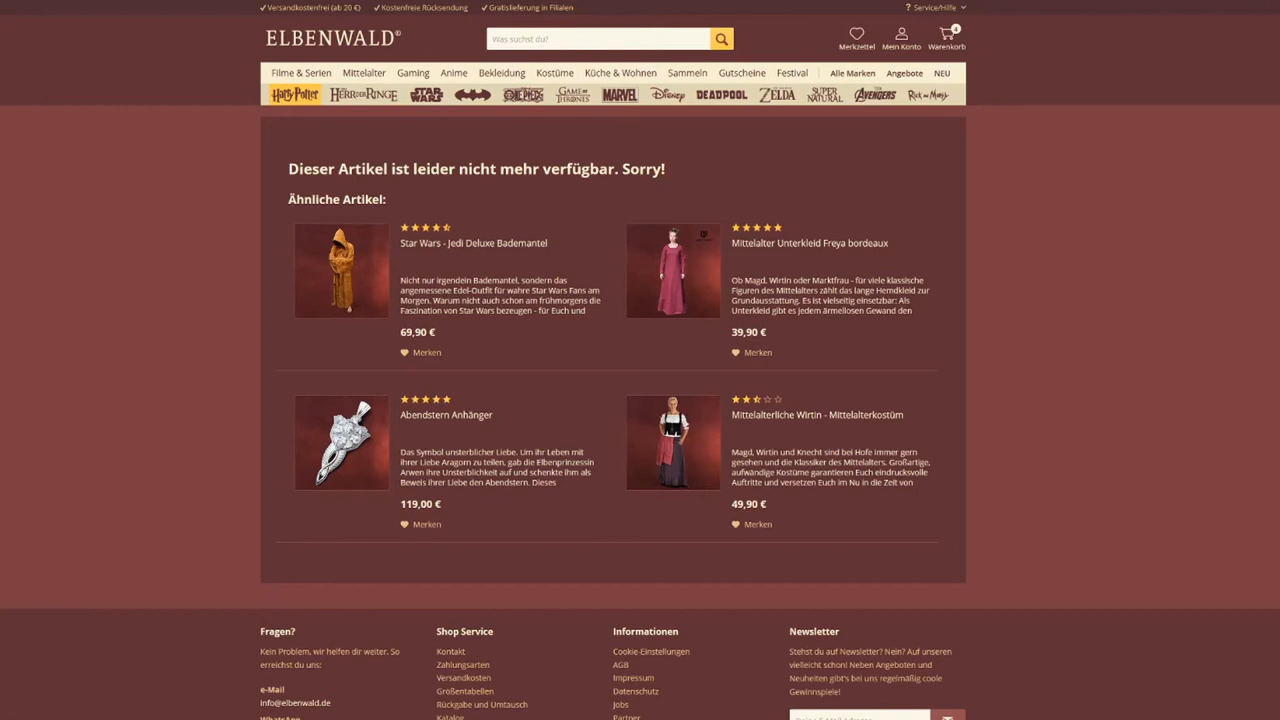 Versandkostenfrei (ab 20 €) Kostenfreie Rücksendung Gratislieferung in Filialen ? Service/Hilfe
ELBENWALD®
Was suchst du?
4
Merkzettel Mein Konto Warenkorb
Filme & Serien Mittelalter Gaming Anime Bekleidung Kostüme Küche & Wohnen Sammeln Gutscheine Festival Alle Marken Angebote NEU
Harry Potter HERR DER RINGE STAR WARS ONE PIECE GAME OF THRONES MARVEL Disney DEADPOOL ZELDA SUPERNATURAL AVENGERS RICK AND MORTY
Dieser Artikel ist leider nicht mehr verfügbar. Sorry!
Ähnliche Artikel:
Star Wars - Jedi Deluxe Bademantel
Nicht nur irgendein Bademantel, sondern das
angemessene Edel-Outfit für wahre Star Wars Fans am
Morgen. Warum nicht auch schon am frühmorgens die
Faszination von Star Wars bezeugen - für Euch und
69,90 €
Merken
Mittelalter Unterkleid Freya bordeaux
Ob Magd, Wirtin oder Marktfrau - für viele klassische
Figuren des Mittelalters zählt das lange Hemdkleid zur
Grundausstattung. Es ist vielseitig einsetzbar: Als
Unterkleid gibt es jedem ärmellosen Gewand den
39,90 €
Merken
Abendstern Anhänger
Das Symbol unsterblicher Liebe. Um ihr Leben mit
ihrer Liebe Aragorn zu teilen, gab die Elbenprinzessin
Arwen ihre Unsterblichkeit auf und schenkte ihm als
Beweis ihrer Liebe den Abendstern. Dieses
119,00 €
Merken
Mittelalterliche Wirtin - Mittelalterkostüm
Magd, Wirtin und Knecht sind bei Hofe immer gern
gesehen und die Klassiker des Mittelalters. Großartige,
aufwändige Kostüme garantieren Euch eindrucksvolle
Auftritte und versetzen Euch im Nu in die Zeit von
49,90 €
Merken
Fragen?
Kein Problem, wir helfen dir weiter. So
erreichst du uns:
e-Mail
info@elbenwald.de
WhatsApp
Shop Service
Kontakt
Zahlungsarten
Versandkosten
Größentabellen
Rückgabe und Umtausch
Katalog
Informationen
Cookie-Einstellungen
AGB
Impressum
Datenschutz
Jobs
Partner
Newsletter
Stehst du auf Newsletter? Nein? Auf unseren
vielleicht schon! Neben Angeboten und
Neuheiten gibt's bei uns regelmäßig coole
Gewinnspiele!
Deine E-Mail Adresse